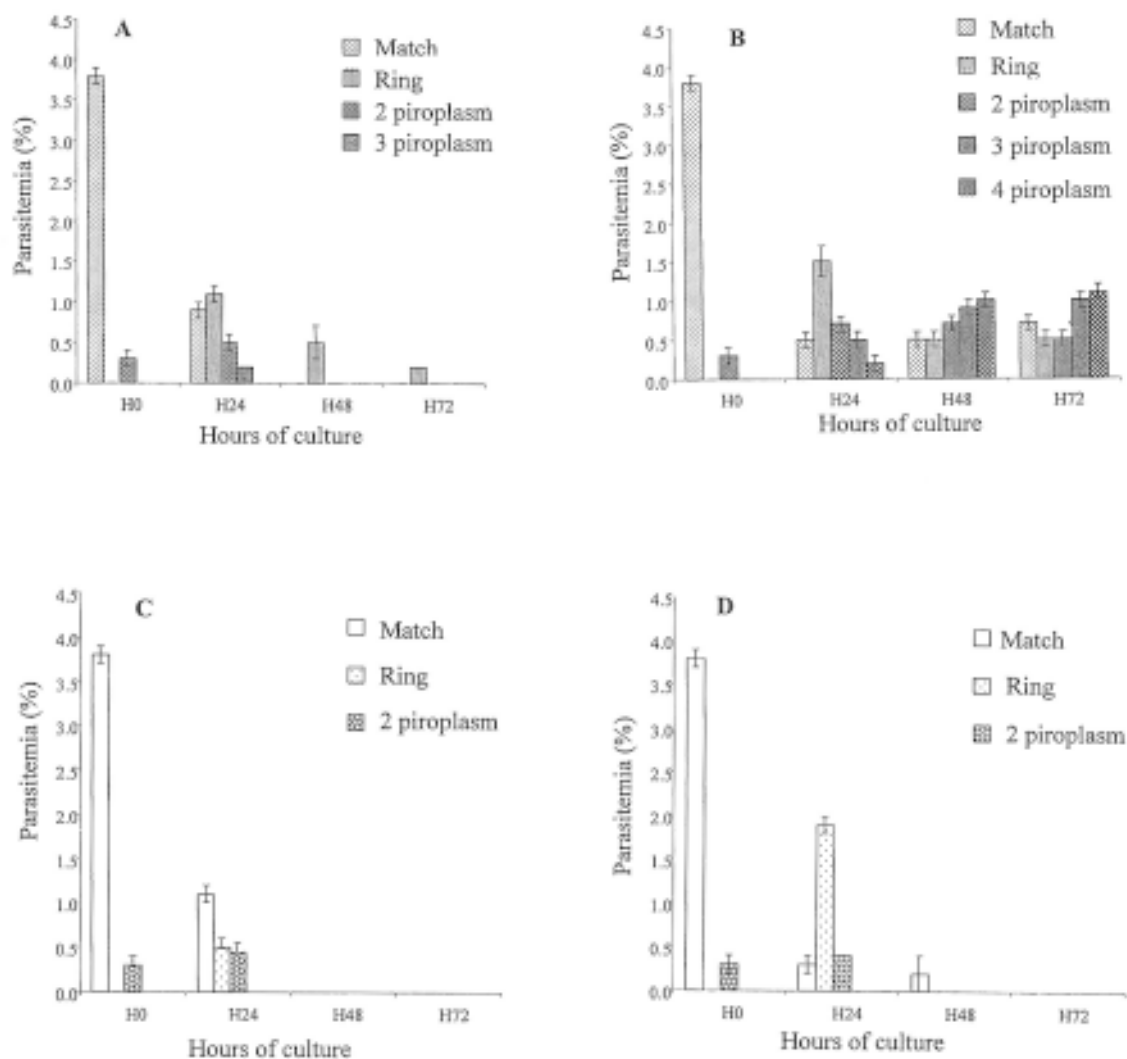 A
Match
Ring
2 piroplasm
3 piroplasm
Parasitemia (%)
4.5
4.0
3.5
3.0
2.5
2.0
1.5
1.0
0.5
0.0
H0 H24 H48 H72
Hours of culture
B
Match
Ring
2 piroplasm
3 piroplasm
4 piroplasm
Parasitemia (%)
4.5
4.0
3.5
3.0
2.5
2.0
1.5
1.0
0.5
0.0
H0 H24 H48 H72
Hours of culture
C
Match
Ring
2 piroplasm
Parasitemia (%)
4.5
4.0
3.5
3.0
2.5
2.0
1.5
1.0
0.5
0.0
H0 H24 H48 H72
Hours of culture
D
Match
Ring
2 piroplasm
Parasitemia (%)
4.5
4.0
3.5
3.0
2.5
2.0
1.5
1.0
0.5
0.0
H0 H24 H48 H72
Hours of culture